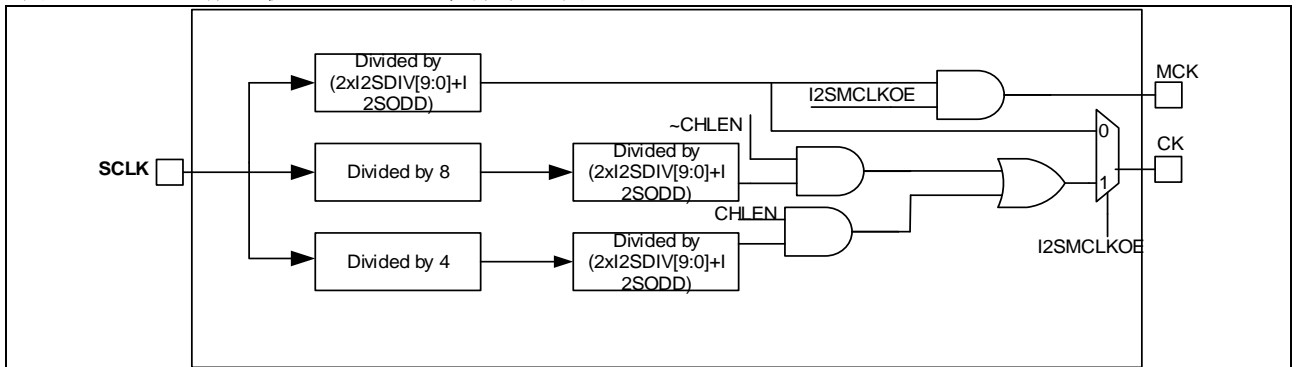 Divided by
(2xI2SDIV[9:0]+I
2SODD)
MCK
I2SMCLKOE
~CHLEN
0
CK
SCLK
Divided by 8
Divided by
(2xI2SDIV[9:0]+I
2SODD)
1
CHLEN
I2SMCLKOE
Divided by 4
Divided by
(2xI2SDIV[9:0]+I
2SODD)